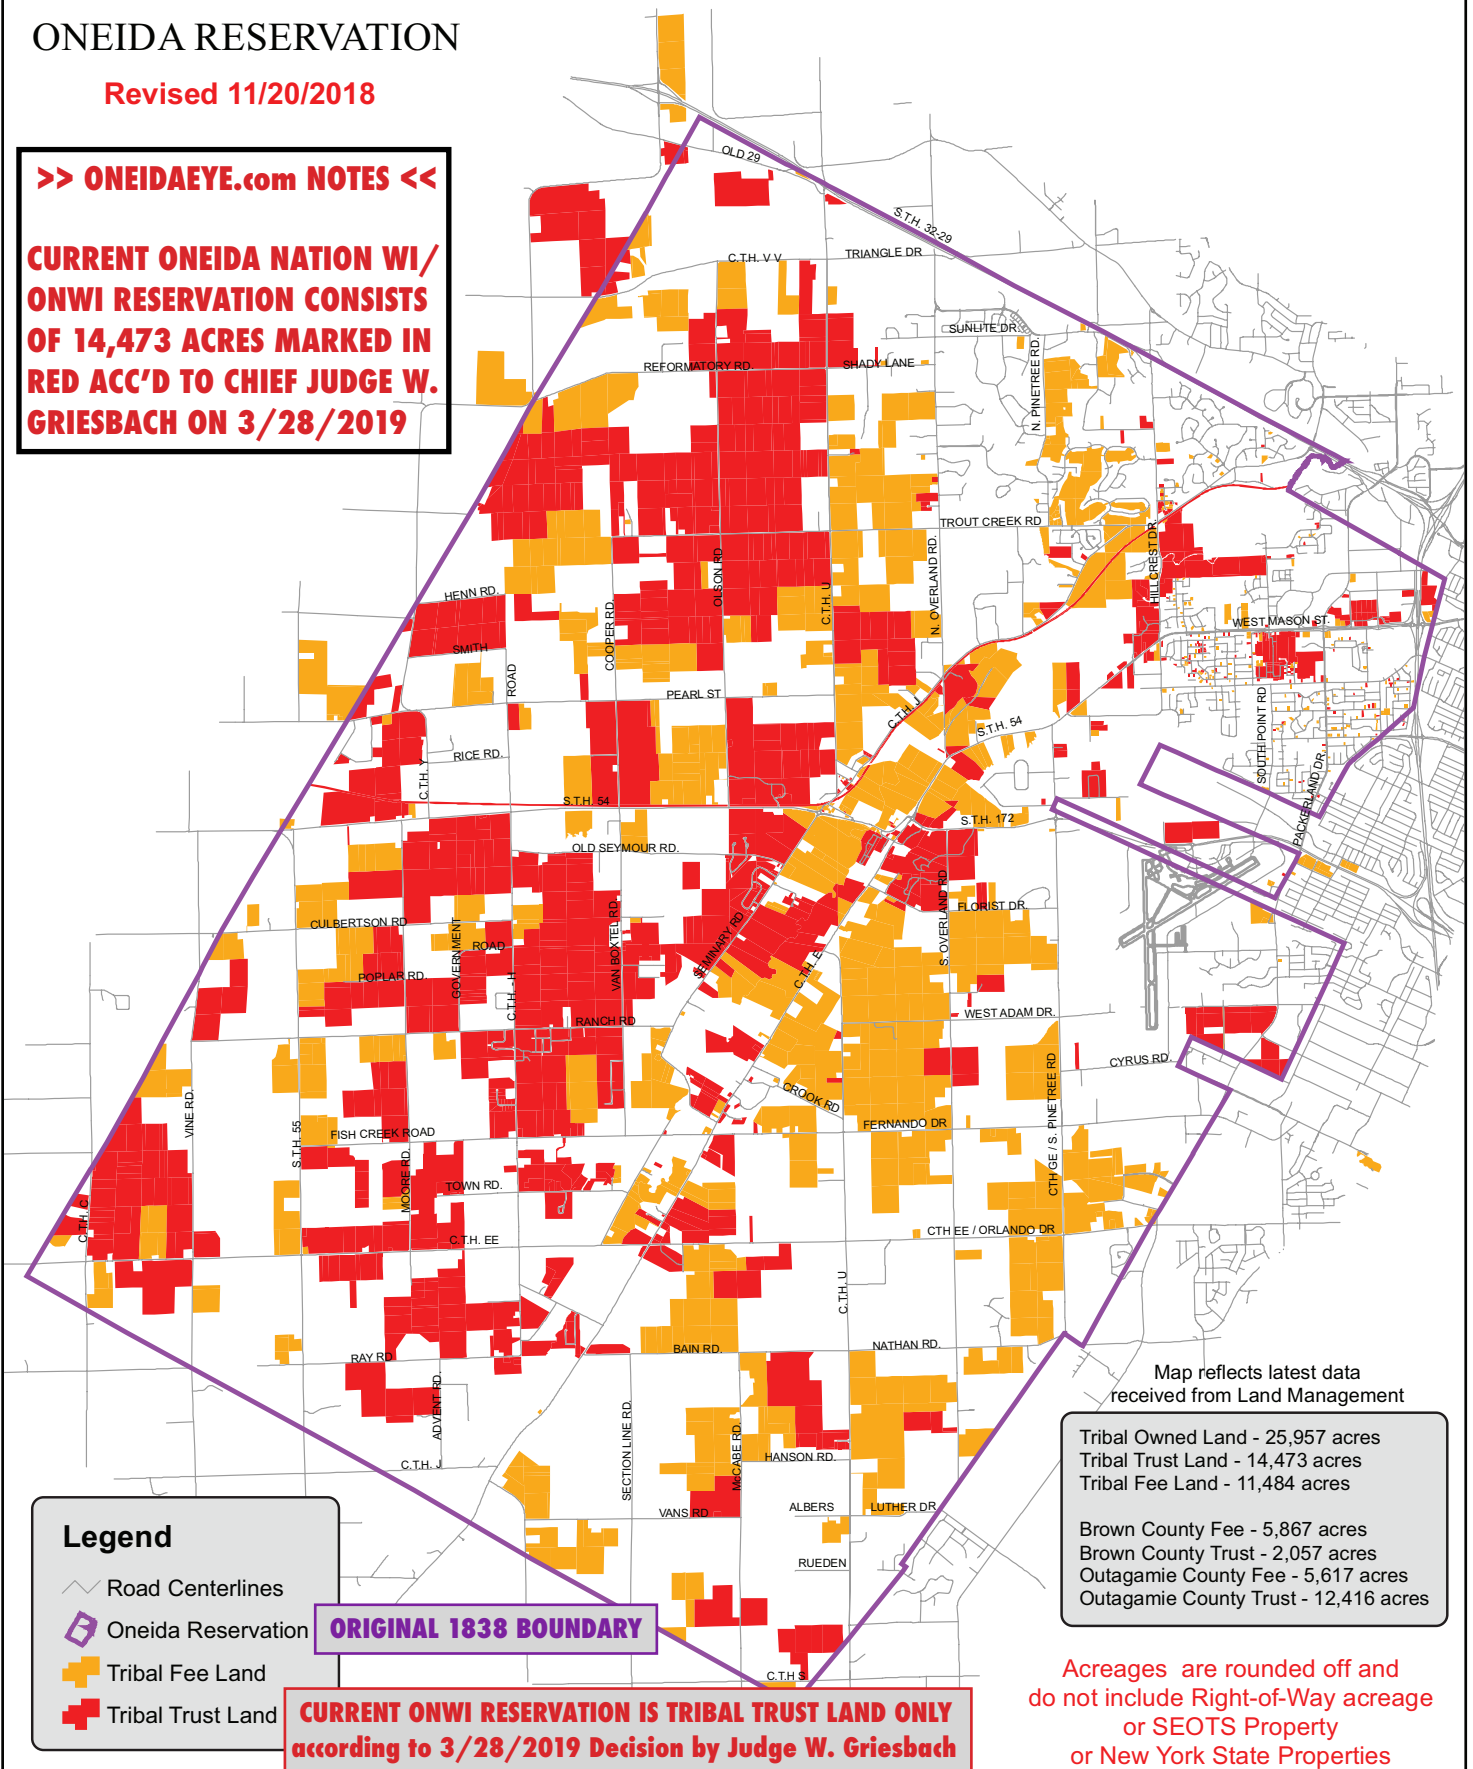 ONEIDA RESERVATION
Revised 11/20/2018
>> ONEIDAEYE.com NOTES <<
CURRENT ONEIDA NATION WI/
ONWI RESERVATION CONSISTS
OF 14,473 ACRES MARKED IN
RED ACC'D TO CHIEF JUDGE W.
GRIESBACH ON 3/28/2019
OLD 29
S.T.H. 32-29
C.T.H. V V
TRIANGLE DR
SUNLITE DR
N. PINETREE RD.
REFORMATORY RD.
SHADY LANE
TROUT CREEK RD
HILLCREST DR.
OLSON RD
C.T.H. U
N. OVERLAND RD.
HENN RD.
COOPER RD.
SMITH
ROAD
WEST MASON ST.
PEARL ST
C.T.H. J
S.T.H. 54
SOUTH POINT RD
RICE RD.
C.T.H. Y
PACKERLAND DR.
S.T.H. 54
S.T.H. 172
OLD SEYMOUR RD.
S. OVERLAND RD
FLORIST DR.
CULBERTSON RD
GOVERNMENT
ROAD
VAN BOXTEL RD.
SEMINARY RD
C.T.H. E
POPLAR RD.
C.T.H. -H
RANCH RD
WEST ADAM DR.
CYRUS RD.
CTH GE / S. PINETREE RD
CROOK RD
VINE RD.
S.T.H. 55
FISH CREEK ROAD
FERNANDO DR
MOORE RD.
TOWN RD.
C.T.H. C
C.T.H. EE
CTH EE / ORLANDO DR
C.T.H. U
RAY RD
BAIN RD.
NATHAN RD.
ADVENT RD.
SECTION LINE RD.
McCABE RD.
HANSON RD.
C.T.H. J
VANS RD
ALBERS
LUTHER DR
RUEDEN
C.T.H S
Map reflects latest data
received from Land Management
Tribal Owned Land - 25,957 acres
Tribal Trust Land - 14,473 acres
Tribal Fee Land - 11,484 acres
Brown County Fee - 5,867 acres
Brown County Trust - 2,057 acres
Outagamie County Fee - 5,617 acres
Outagamie County Trust - 12,416 acres
Legend
Road Centerlines
Oneida Reservation
Tribal Fee Land
Tribal Trust Land
ORIGINAL 1838 BOUNDARY
CURRENT ONWI RESERVATION IS TRIBAL TRUST LAND ONLY
according to 3/28/2019 Decision by Judge W. Griesbach
Acreages are rounded off and
do not include Right-of-Way acreage
or SEOTS Property
or New York State Properties